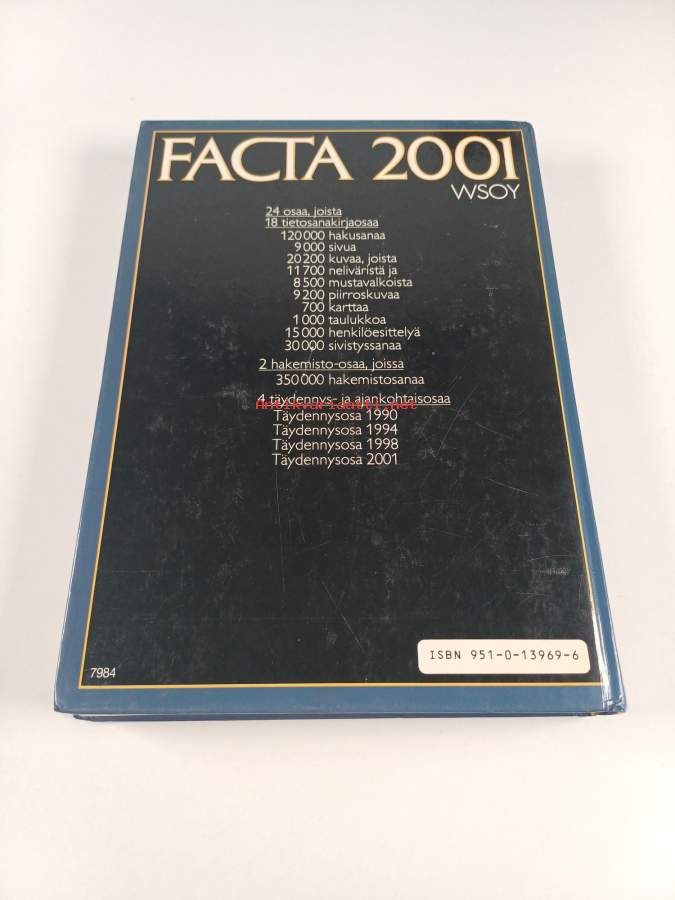 FACTA 2001
WSOY
24 osaa, joista
18 tietosanakirjaosaa
120 000 hakusanaa
9 000 sivua
20 200 kuvaa, joista
11 700 neliväristä ja
8 500 mustavalkoista
9 200 piirroskuvaa
700 karttaa
1 000 taulukkoa
15 000 henkilöesittelyä
30 000 sivistyssanaa
2 hakemisto-osaa, joissa
350 000 hakemistosanaa
4 täydennys- ja ajankohtaisosaa
Antikvariaatti.net
Täydennysosa 1990
Täydennysosa 1994
Täydennysosa 1998
Täydennysosa 2001
ISBN 951-0-13969-6
7984